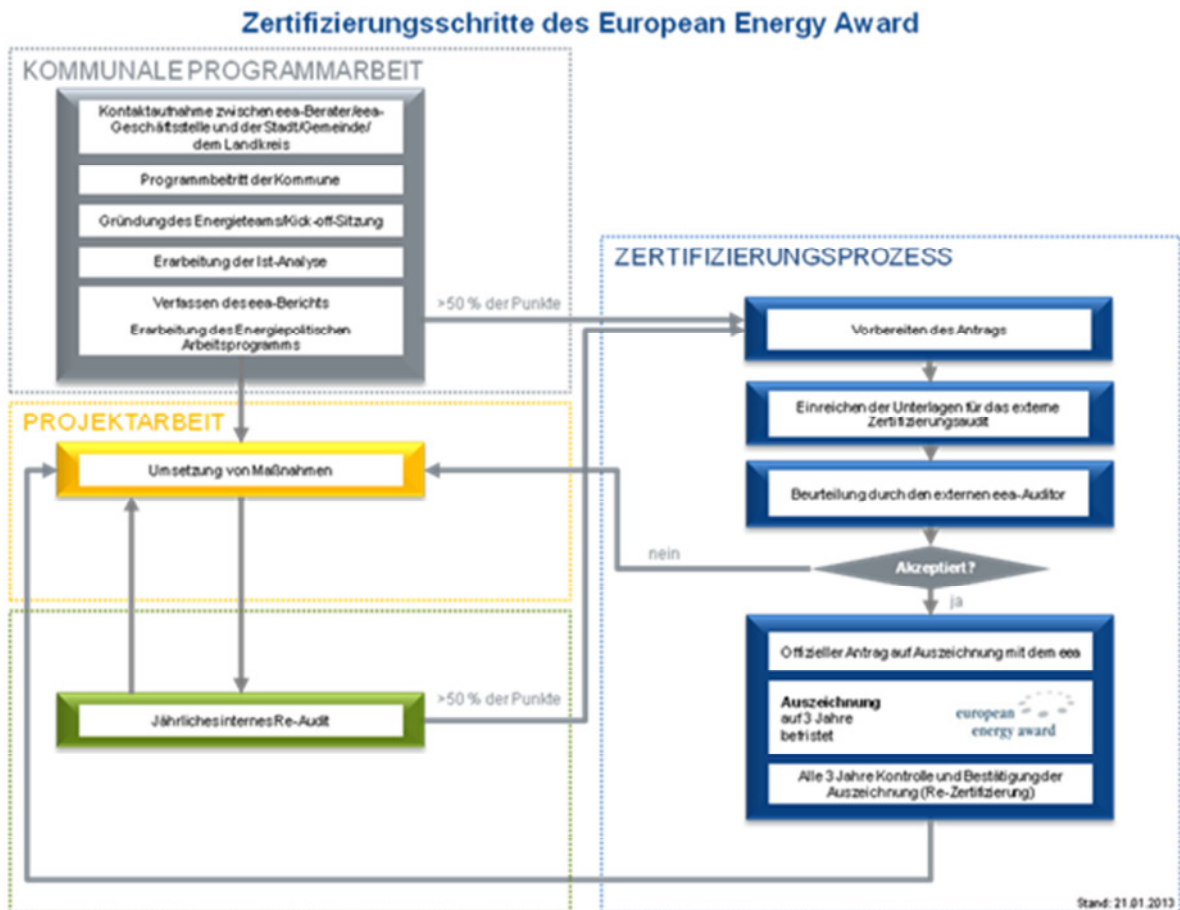 Zertifizierungsschritte des European Energy Award
KOMMUNALE PROGRAMMARBEIT
Kontaktaufnahme zwischen eea-Berater/eea-
Geschäftsstelle und der Stadt/Gemeinde/
dem Landkreis
Programmbeitritt der Kommune
Gründung des Energieteams/Kick-off-Sitzung
Erarbeitung der Ist-Analyse
Verfassen des eea-Berichts
Erarbeitung des Energiepolitischen
Arbeitsprogramms
>50 % der Punkte
PROJEKTARBEIT
Umsetzung von Maßnahmen
Jährliches internes Re-Audit
>50 % der Punkte
ZERTIFIZIERUNGSPROZESS
Vorbereiten des Antrags
Einreichen der Unterlagen für das externe
Zertifizierungsaudit
Beurteilung durch den externen eea-Auditor
nein
Akzeptiert?
ja
Offizieller Antrag auf Auszeichnung mit dem eea
Auszeichnung
auf 3 Jahre
befristet
european
energy award
Alle 3 Jahre Kontrolle und Bestätigung der
Auszeichnung (Re-Zertifizierung)
Stand: 21.01.2013